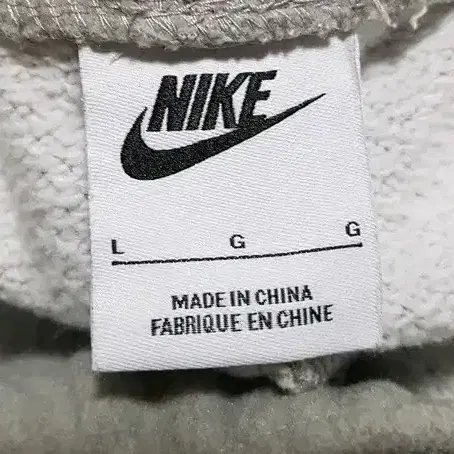 NIKE
L G G
MADE IN CHINA
FABRIQUE EN CHINE